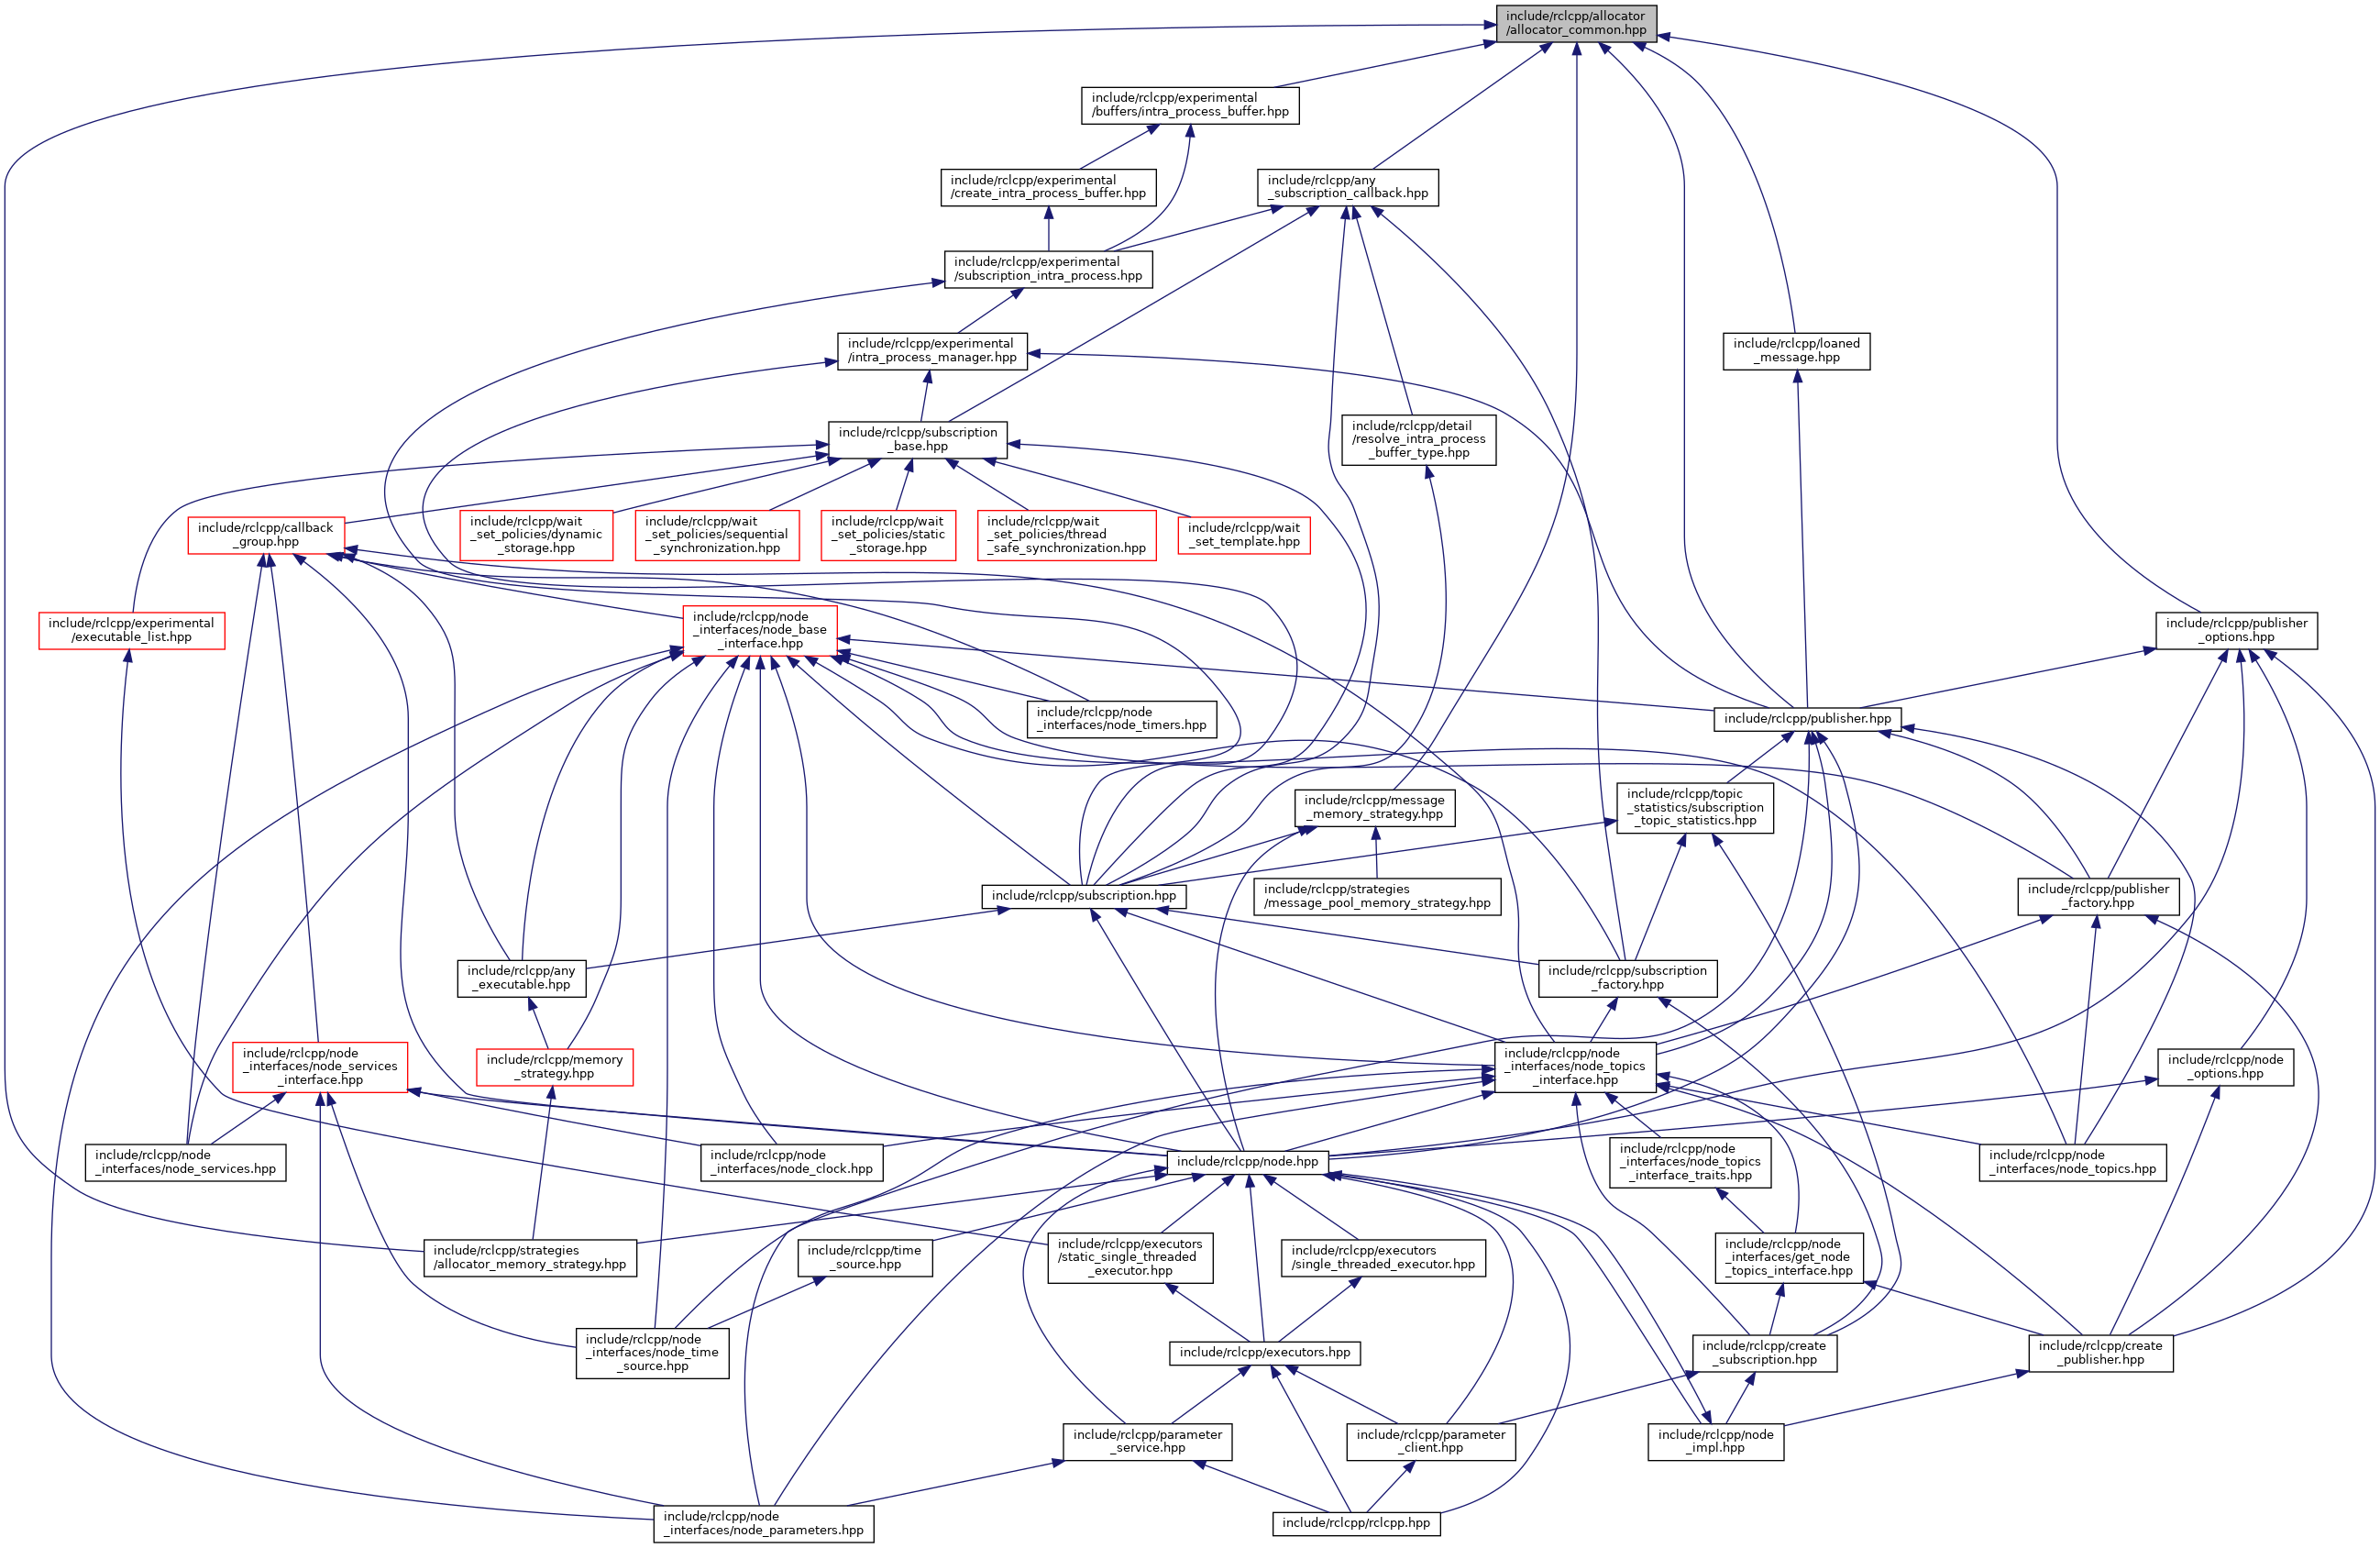 include/rclcpp/allocator
/allocator_common.hpp
include/rclcpp/experimental
/buffers/intra_process_buffer.hpp
include/rclcpp/experimental
/create_intra_process_buffer.hpp
include/rclcpp/any
_subscription_callback.hpp
include/rclcpp/experimental
/subscription_intra_process.hpp
include/rclcpp/experimental
/intra_process_manager.hpp
include/rclcpp/loaned
_message.hpp
include/rclcpp/subscription
_base.hpp
include/rclcpp/detail
/resolve_intra_process
_buffer_type.hpp
include/rclcpp/callback
_group.hpp
include/rclcpp/wait
_set_policies/dynamic
_storage.hpp
include/rclcpp/wait
_set_policies/sequential
_synchronization.hpp
include/rclcpp/wait
_set_policies/static
_storage.hpp
include/rclcpp/wait
_set_policies/thread
_safe_synchronization.hpp
include/rclcpp/wait
_set_template.hpp
include/rclcpp/experimental
/executable_list.hpp
include/rclcpp/node
_interfaces/node_base
_interface.hpp
include/rclcpp/publisher
_options.hpp
include/rclcpp/node
_interfaces/node_timers.hpp
include/rclcpp/publisher.hpp
include/rclcpp/message
_memory_strategy.hpp
include/rclcpp/topic
_statistics/subscription
_topic_statistics.hpp
include/rclcpp/subscription.hpp
include/rclcpp/strategies
/message_pool_memory_strategy.hpp
include/rclcpp/publisher
_factory.hpp
include/rclcpp/any
_executable.hpp
include/rclcpp/subscription
_factory.hpp
include/rclcpp/node
_interfaces/node_services
_interface.hpp
include/rclcpp/memory
_strategy.hpp
include/rclcpp/node
_interfaces/node_topics
_interface.hpp
include/rclcpp/node
_options.hpp
include/rclcpp/node
_interfaces/node_services.hpp
include/rclcpp/node
_interfaces/node_clock.hpp
include/rclcpp/node.hpp
include/rclcpp/node
_interfaces/node_topics
_interface_traits.hpp
include/rclcpp/node
_interfaces/node_topics.hpp
include/rclcpp/strategies
/allocator_memory_strategy.hpp
include/rclcpp/time
_source.hpp
include/rclcpp/executors
/static_single_threaded
_executor.hpp
include/rclcpp/executors
/single_threaded_executor.hpp
include/rclcpp/node
_interfaces/get_node
_topics_interface.hpp
include/rclcpp/node
_interfaces/node_time
_source.hpp
include/rclcpp/executors.hpp
include/rclcpp/create
_subscription.hpp
include/rclcpp/create
_publisher.hpp
include/rclcpp/parameter
_service.hpp
include/rclcpp/parameter
_client.hpp
include/rclcpp/node
_impl.hpp
include/rclcpp/node
_interfaces/node_parameters.hpp
include/rclcpp/rclcpp.hpp